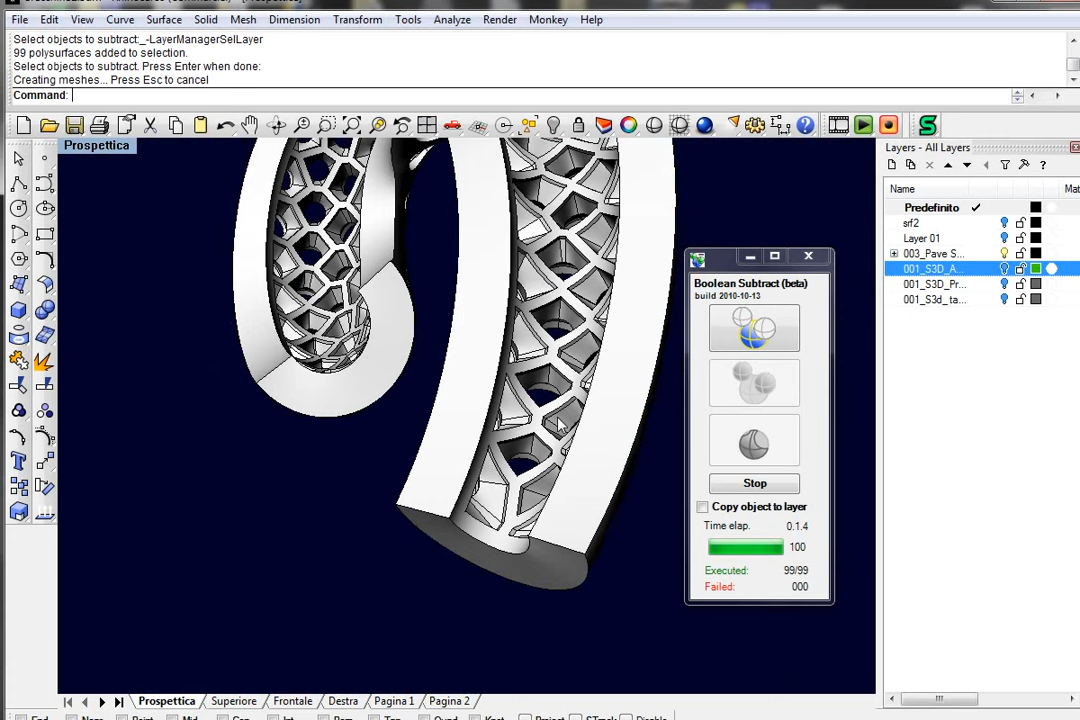 File Edit View Curve Surface Solid Mesh Dimension Transform Tools Analyze Render Monkey Help
Select objects to subtract:_-LayerManagerSelLayer
99 polysurfaces added to selection.
Select objects to subtract. Press Enter when done:
Creating meshes... Press Esc to cancel
Command:
Prospettica
Layers - All Layers
Name
Predefinito
srf2
Layer 01
003_Pave S...
001_S3D_A...
001_S3D_Pr...
001_S3d_ta...
Boolean Subtract (beta)
build 2010-10-13
Stop
Copy object to layer
Time elap. 0.1.4
100
Executed: 99/99
Failed: 000
Prospettica Superiore Frontale Destra Pagina 1 Pagina 2